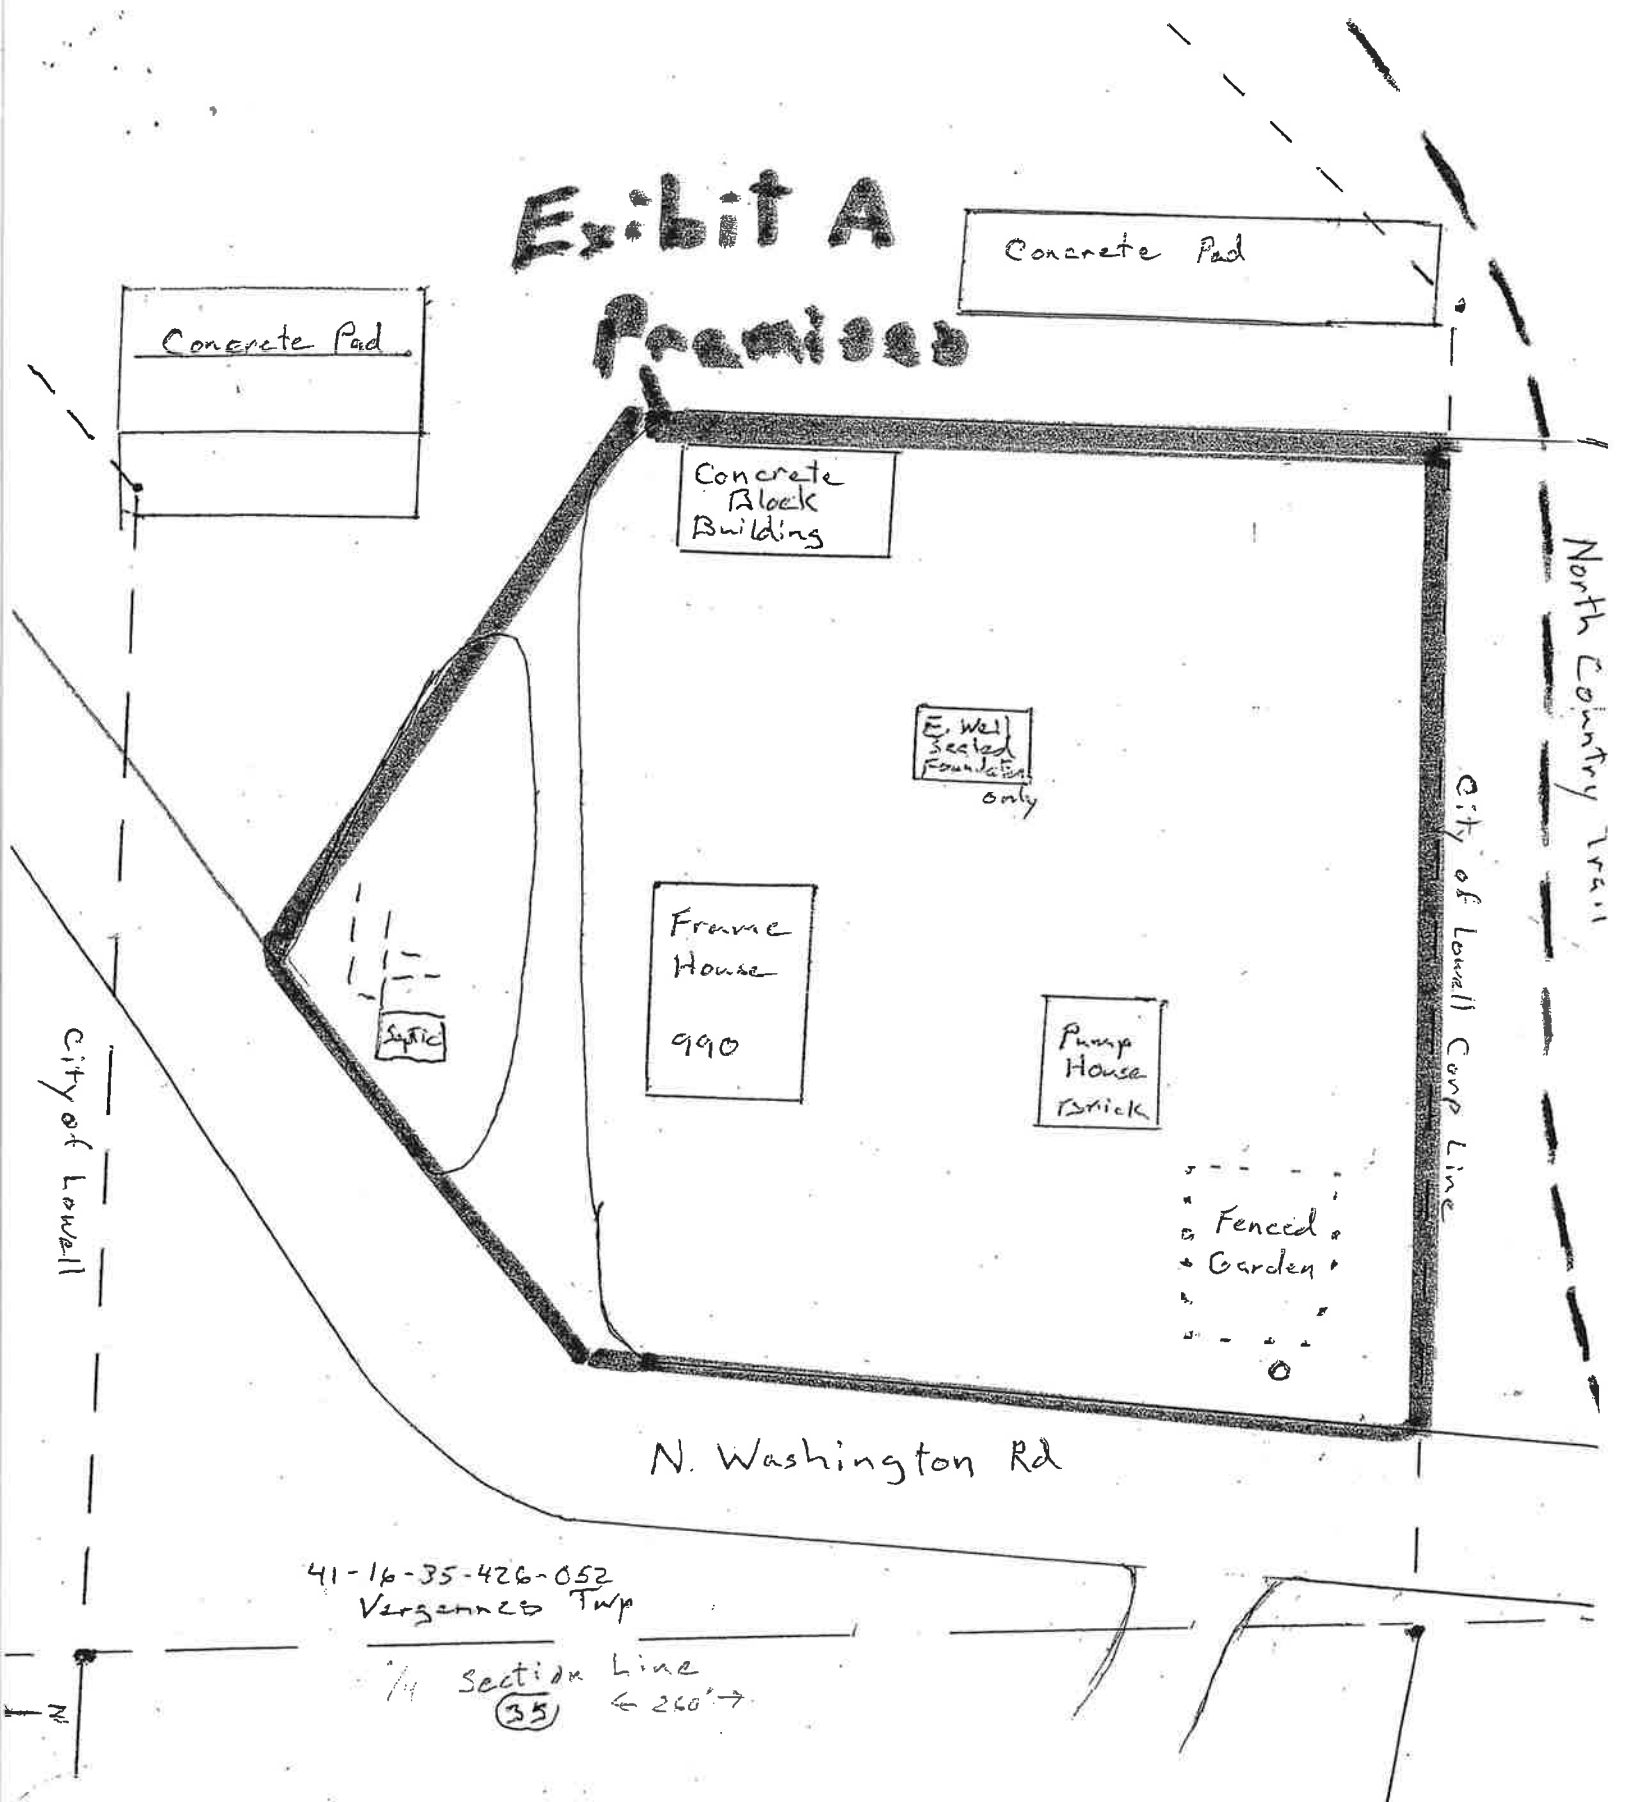 Exibit A
Premises
Concrete Pad
Concrete Pad
Concrete
Block
Building
North Country Trail
E. Well
Sealed
Foundation
only
City of Lowell Corp Line
Frame
House
990
Septic
Pump
House
Brick
City of Lowell
Fenced
Garden
N. Washington Rd
41-16-35-426-052
Vergennes Twp
1/4 Section Line
35
← 260' →
N